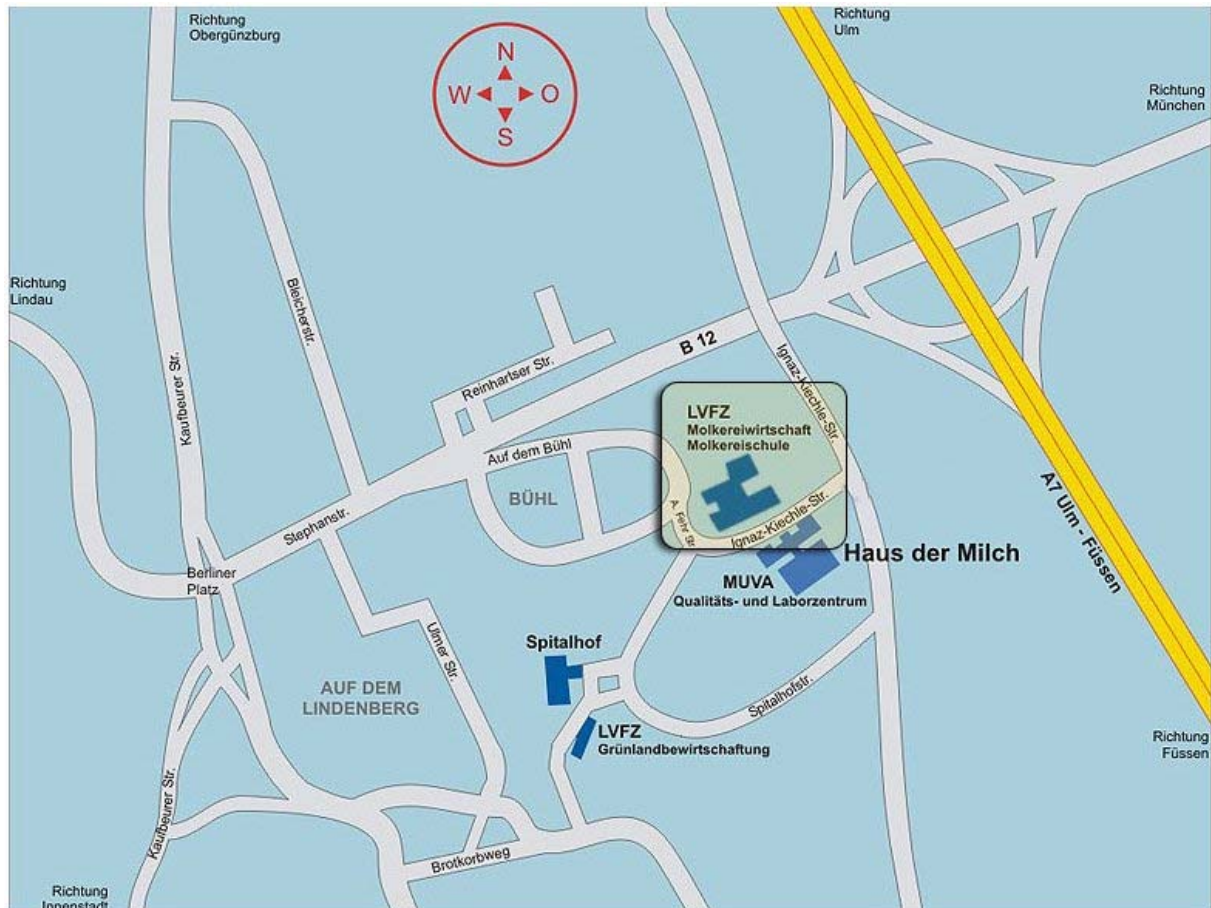 Richtung
Obergünzburg
N
W O
S
Richtung
Ulm
Richtung
München
Richtung
Lindau
Bleicherstr.
Kaufbeurer Str.
Reinhartser Str.
B 12
Ignaz-Kiechle-Str.
LVFZ
Molkereiwirtschaft
Molkereischule
Auf dem Bühl
BÜHL
A. Fehr Str.
Ignaz-Kiechle-Str.
A7 Ulm - Füssen
Stephanstr.
Haus der Milch
Berliner
Platz
MUVA
Qualitäts- und Laborzentrum
Ulmer Str.
Spitalhof
AUF DEM
LINDENBERG
Spitalhofstr.
LVFZ
Grünlandbewirtschaftung
Richtung
Füssen
Kaufbeurer Str.
Brotkorbweg
Richtung
Innenstadt